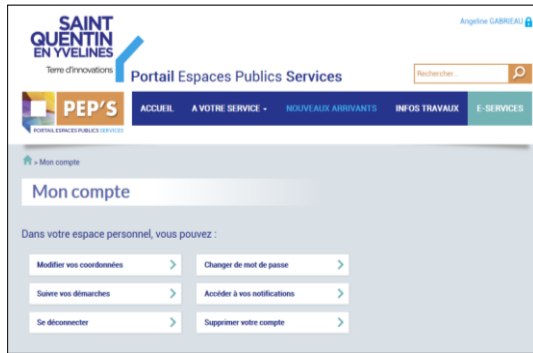 SAINT
QUENTIN
EN YVELINES
Terre d'innovations
Angeline GABRIEAU
Portail Espaces Publics Services
Rechercher...
PEP'S
PORTAIL ESPACES PUBLICS SERVICES
ACCUEIL A VOTRE SERVICE NOUVEAUX ARRIVANTS INFOS TRAVAUX E-SERVICES
» Mon compte
Mon compte
Dans votre espace personnel, vous pouvez :
Modifier vos coordonnées
Changer de mot de passe
Suivre vos démarches
Accéder à vos notifications
Se déconnecter
Supprimer votre compte